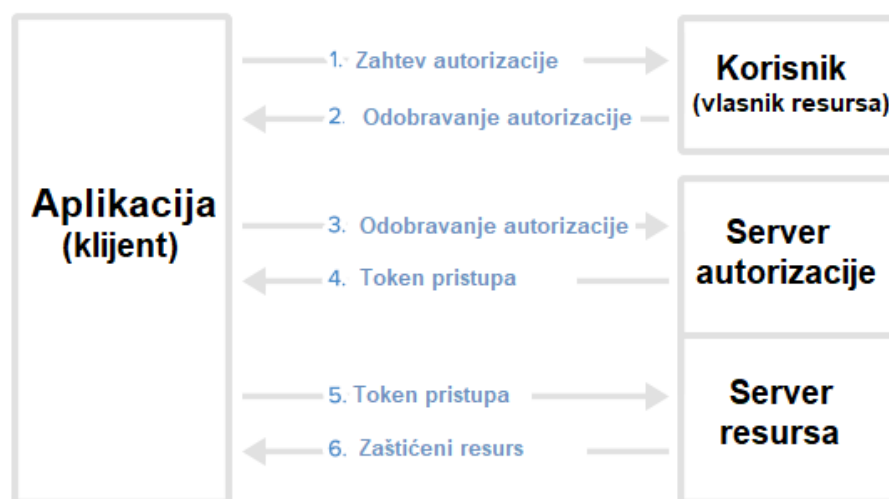 Aplikacija
(klijent)
1. Zahtev autorizacije
2. Odobravanje autorizacije
3. Odobravanje autorizacije
4. Token pristupa
5. Token pristupa
6. Zaštićeni resurs
Korisnik
(vlasnik resursa)
Server
autorizacije
Server
resursa